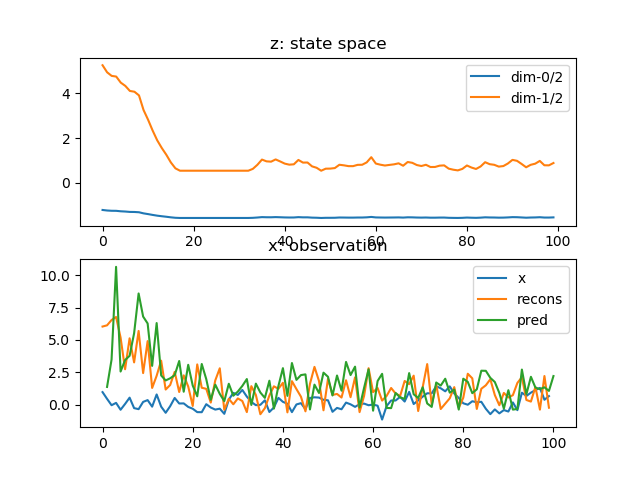 z: state space
dim-0/2
dim-1/2
4
2
0
0 20 40 60 80 100
x: observation
x
recons
pred
10.0
7.5
5.0
2.5
0.0
0 20 40 60 80 100